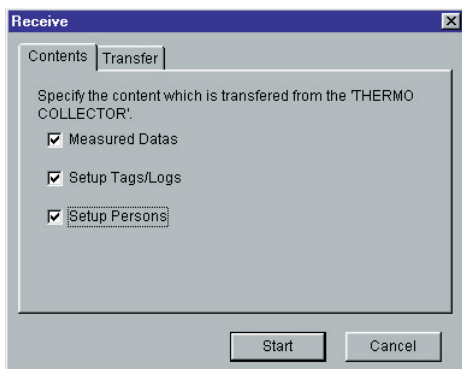 Receive
Contents Transfer
Specify the content which is transfered from the 'THERMO
COLLECTOR'.
Measured Datas
Setup Tags/Logs
Setup Persons
Start Cancel